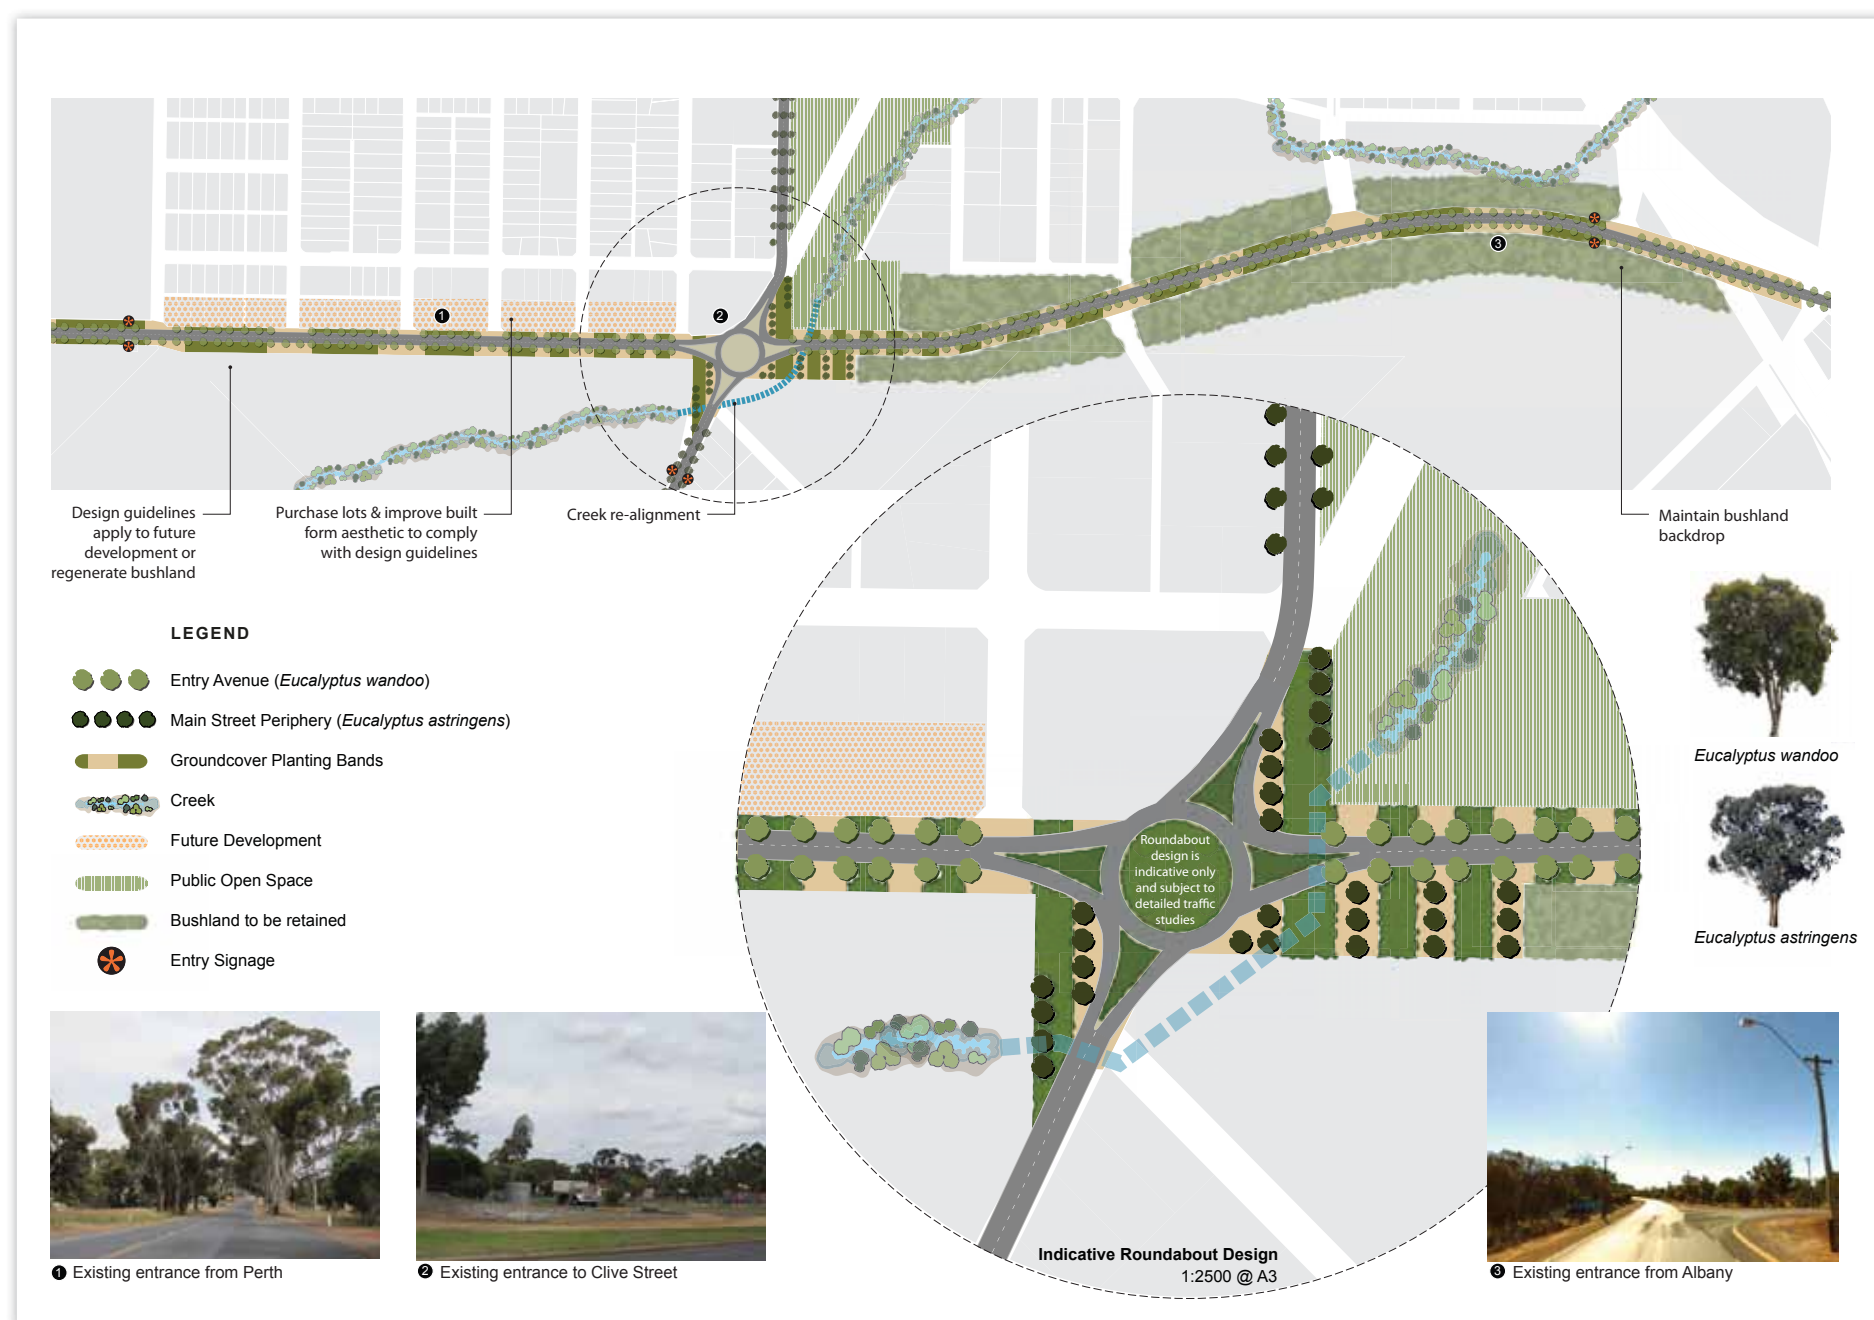 1
2
3
Design guidelines
apply to future
development or
regenerate bushland
Purchase lots & improve built
form aesthetic to comply
with design guidelines
Creek re-alignment
Maintain bushland
backdrop
LEGEND
Entry Avenue (Eucalyptus wandoo)
Main Street Periphery (Eucalyptus astringens)
Groundcover Planting Bands
Creek
Future Development
Public Open Space
Bushland to be retained
Entry Signage
Roundabout
design is
indicative only
and subject to
detailed traffic
studies
Eucalyptus wandoo
Eucalyptus astringens
Indicative Roundabout Design
1:2500 @ A3
1 Existing entrance from Perth
2 Existing entrance to Clive Street
3 Existing entrance from Albany